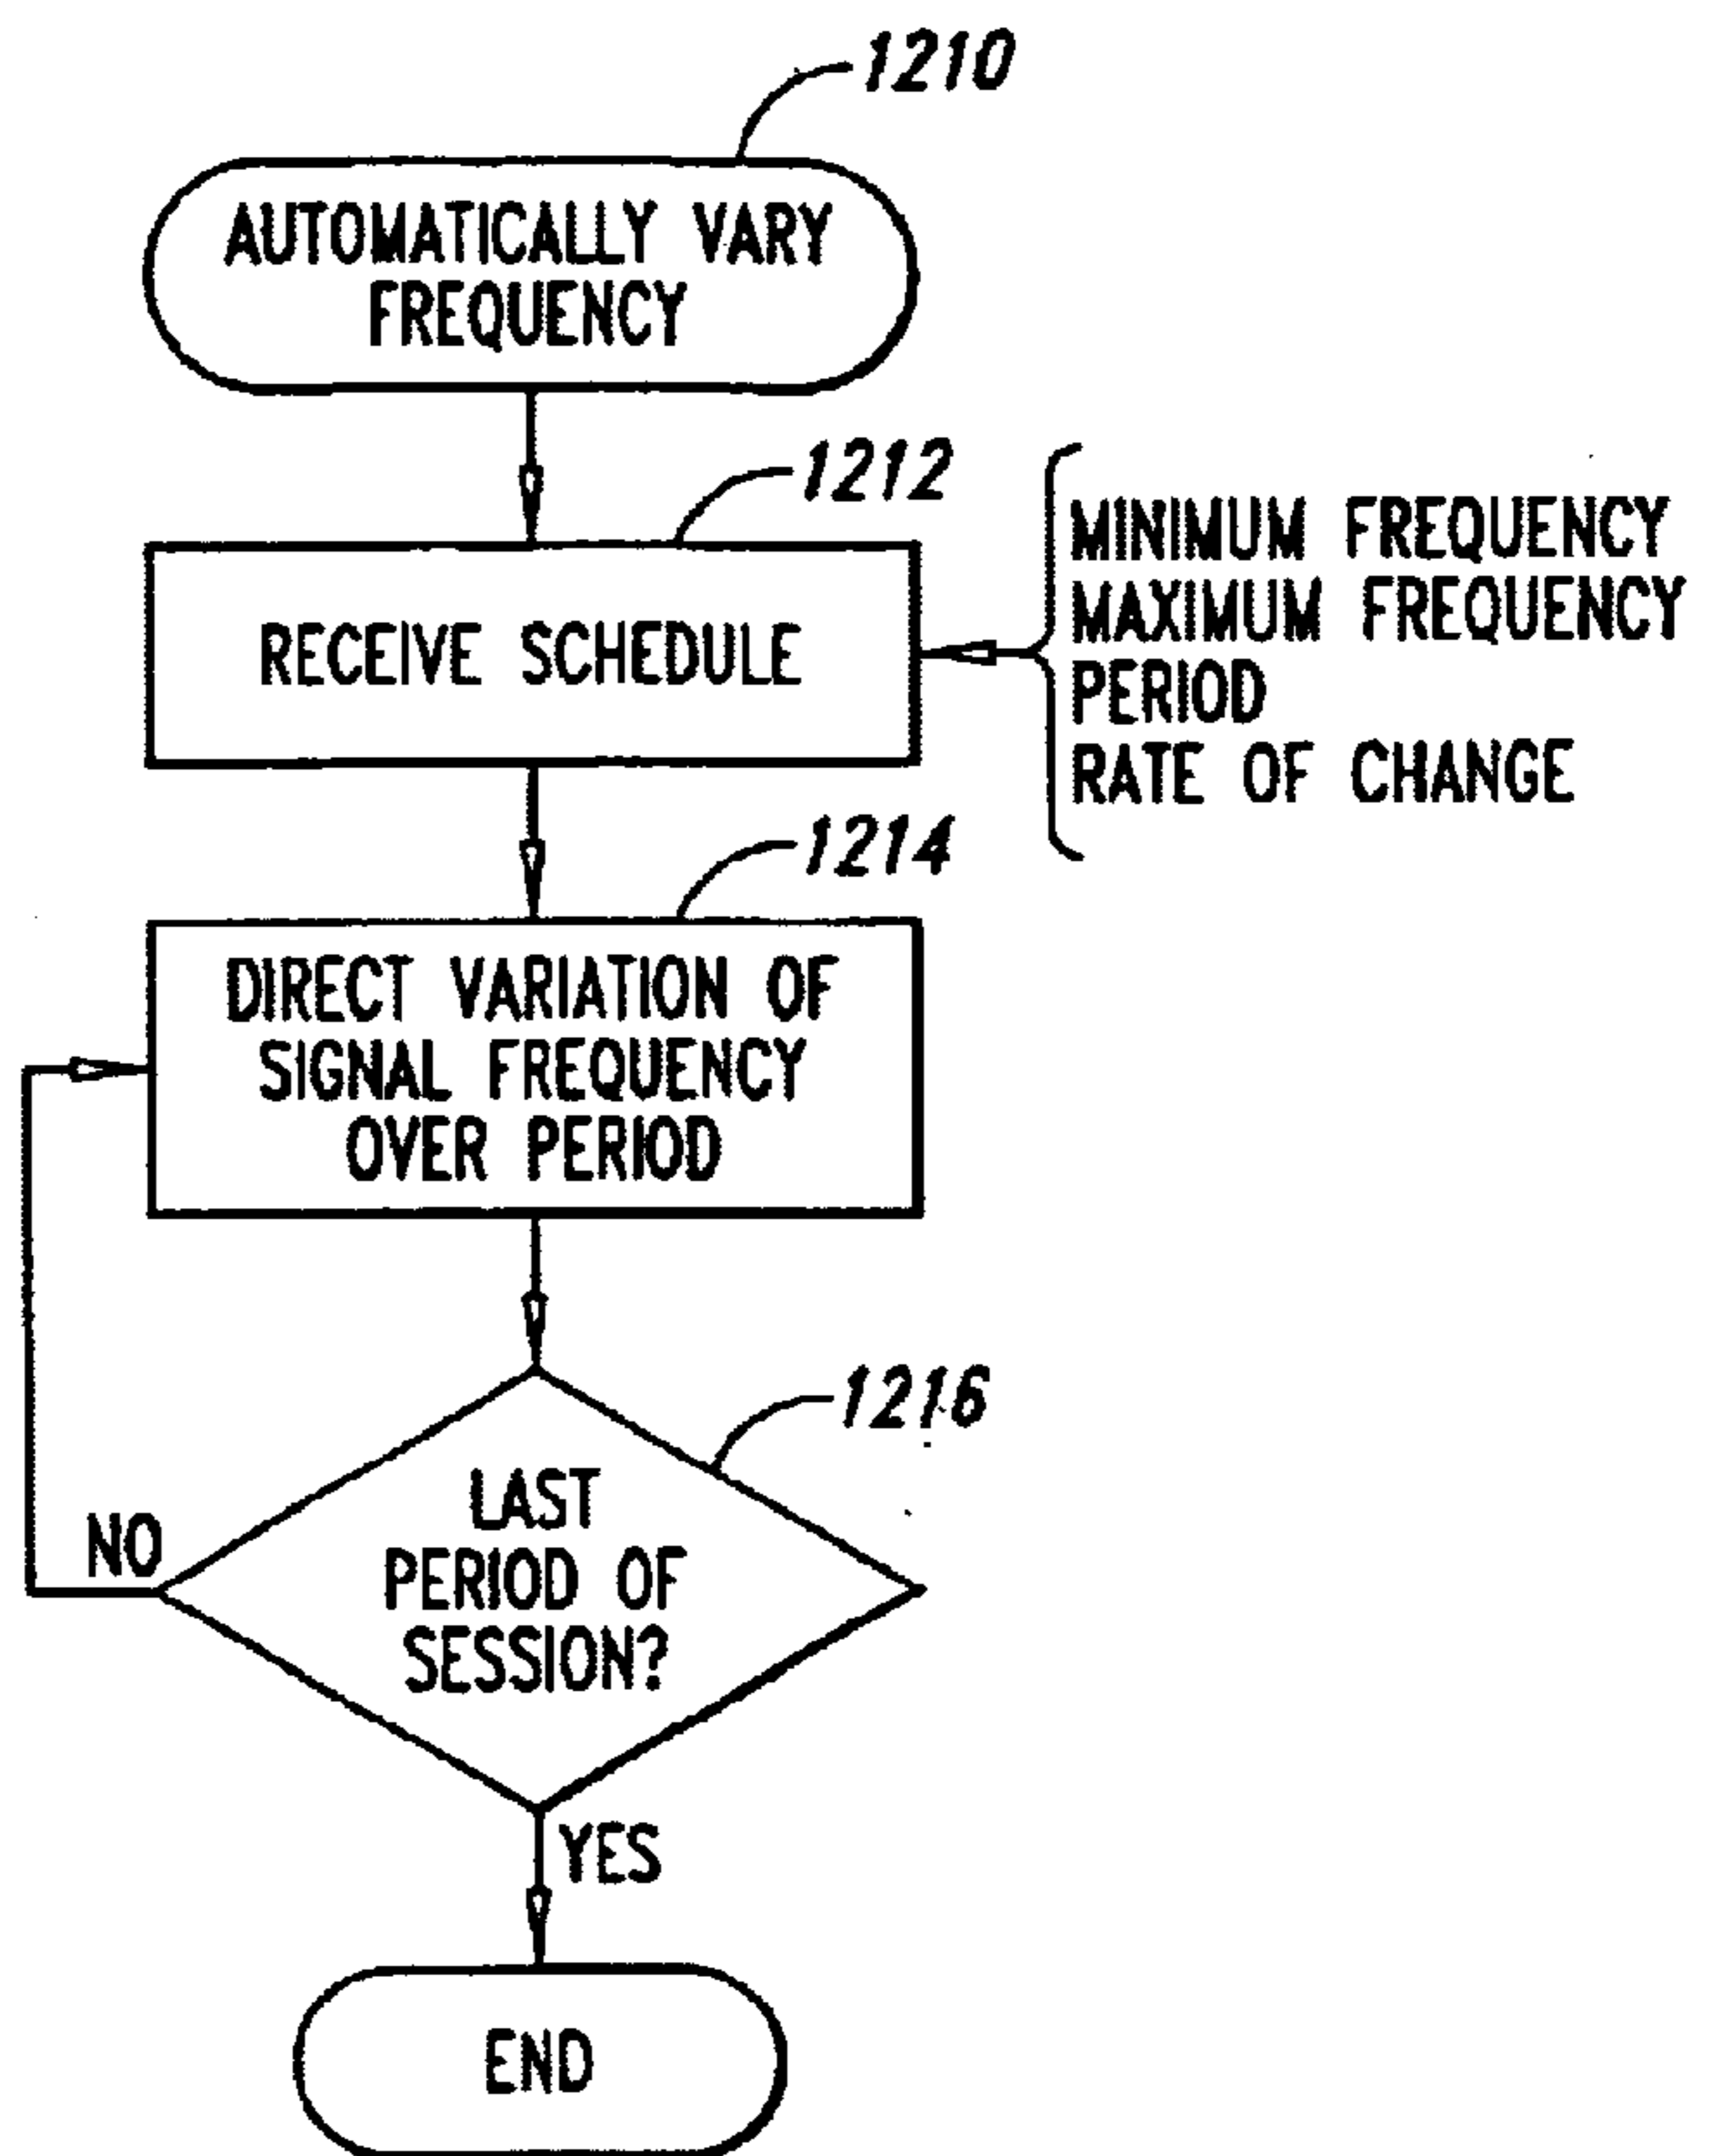 1210
AUTOMATICALLY VARY
FREQUENCY
1212
RECEIVE SCHEDULE
MINIMUM FREQUENCY
MAXIMUM FREQUENCY
PERIOD
RATE OF CHANGE
1214
DIRECT VARIATION OF
SIGNAL FREQUENCY
OVER PERIOD
1216
LAST
PERIOD OF
SESSION?
NO
YES
END